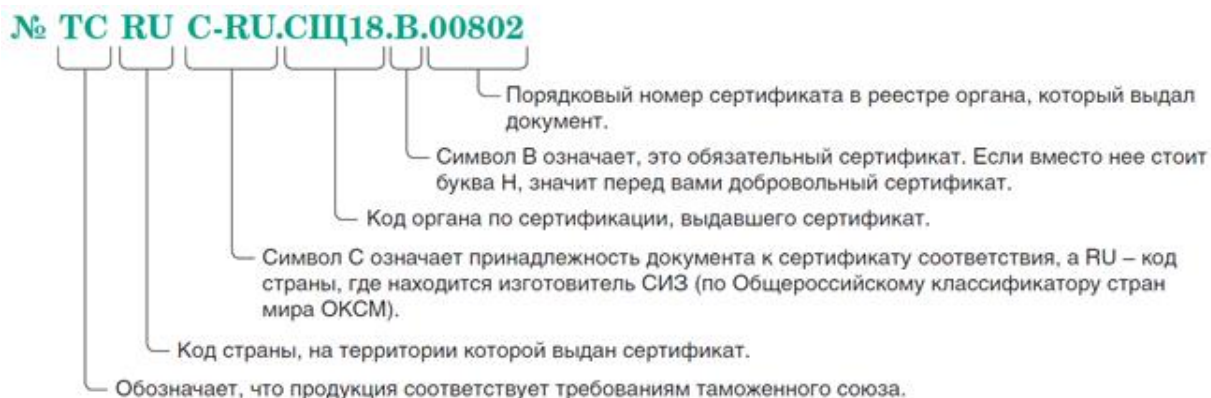 № ТС RU С-RU.СЩ18.В.00802
Порядковый номер сертификата в реестре органа, который выдал
документ.
Символ В означает, это обязательный сертификат. Если вместо нее стоит
буква Н, значит перед вами добровольный сертификат.
Код органа по сертификации, выдавшего сертификат.
Символ С означает принадлежность документа к сертификату соответствия, а RU – код
страны, где находится изготовитель СИЗ (по Общероссийскому классификатору стран
мира ОКСМ).
Код страны, на территории которой выдан сертификат.
Обозначает, что продукция соответствует требованиям таможенного союза.